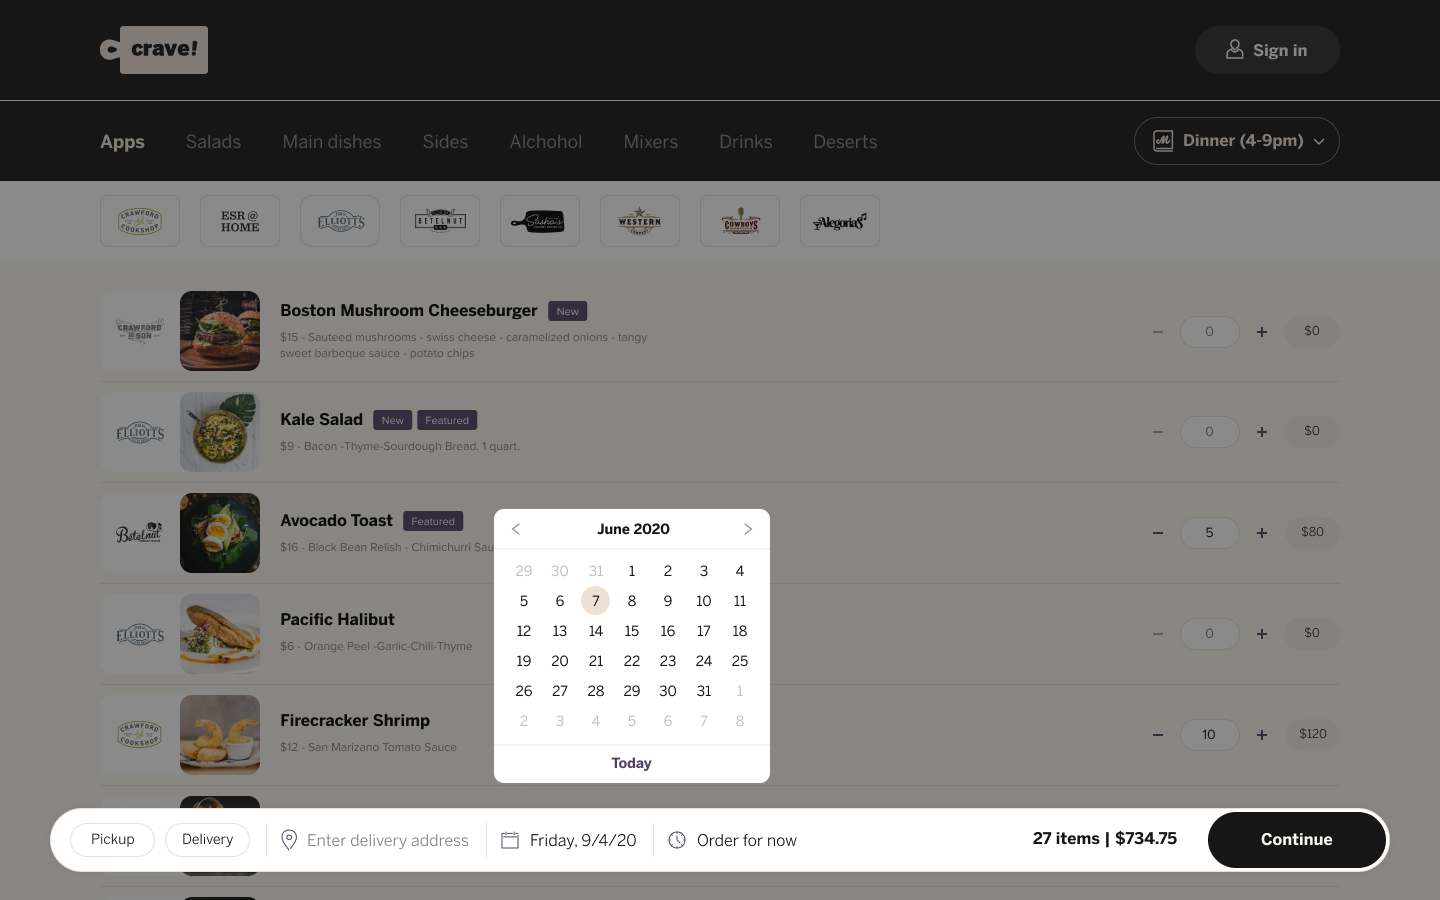 crave!
Sign in
Apps
Salads
Main dishes
Sides
Alchohol
Mixers
Drinks
Deserts
Dinner (4-9pm)
CRAWFORD
COOKSHOP
ESR @
HOME
ELLIOTTS
BETELNUT
Sasha's
WESTERN
COMPANY
COWBOYS
Alegorias
CRAWFORD
SON
Boston Mushroom Cheeseburger
New
$15 - Sauteed mushrooms - swiss cheese - caramelized onions - tangy
sweet barbeque sauce - potato chips
0
$0
ELLIOTTS
Kale Salad
New
Featured
$9 - Bacon -Thyme-Sourdough Bread. 1 quart.
0
$0
Betelnut
Avocado Toast
Featured
$16 - Black Bean Relish - Chimichurri Sau
5
$80
ELLIOTTS
Pacific Halibut
$6 - Orange Peel -Garlic-Chili-Thyme
0
$0
CRAWFORD
COOKSHOP
Firecracker Shrimp
$12 - San Marizano Tomato Sauce
10
$120
June 2020
29 30 31 1 2 3 4
5 6 7 8 9 10 11
12 13 14 15 16 17 18
19 20 21 22 23 24 25
26 27 28 29 30 31 1
2 3 4 5 6 7 8
Today
Pickup
Delivery
Enter delivery address
Friday, 9/4/20
Order for now
27 items | $734.75
Continue